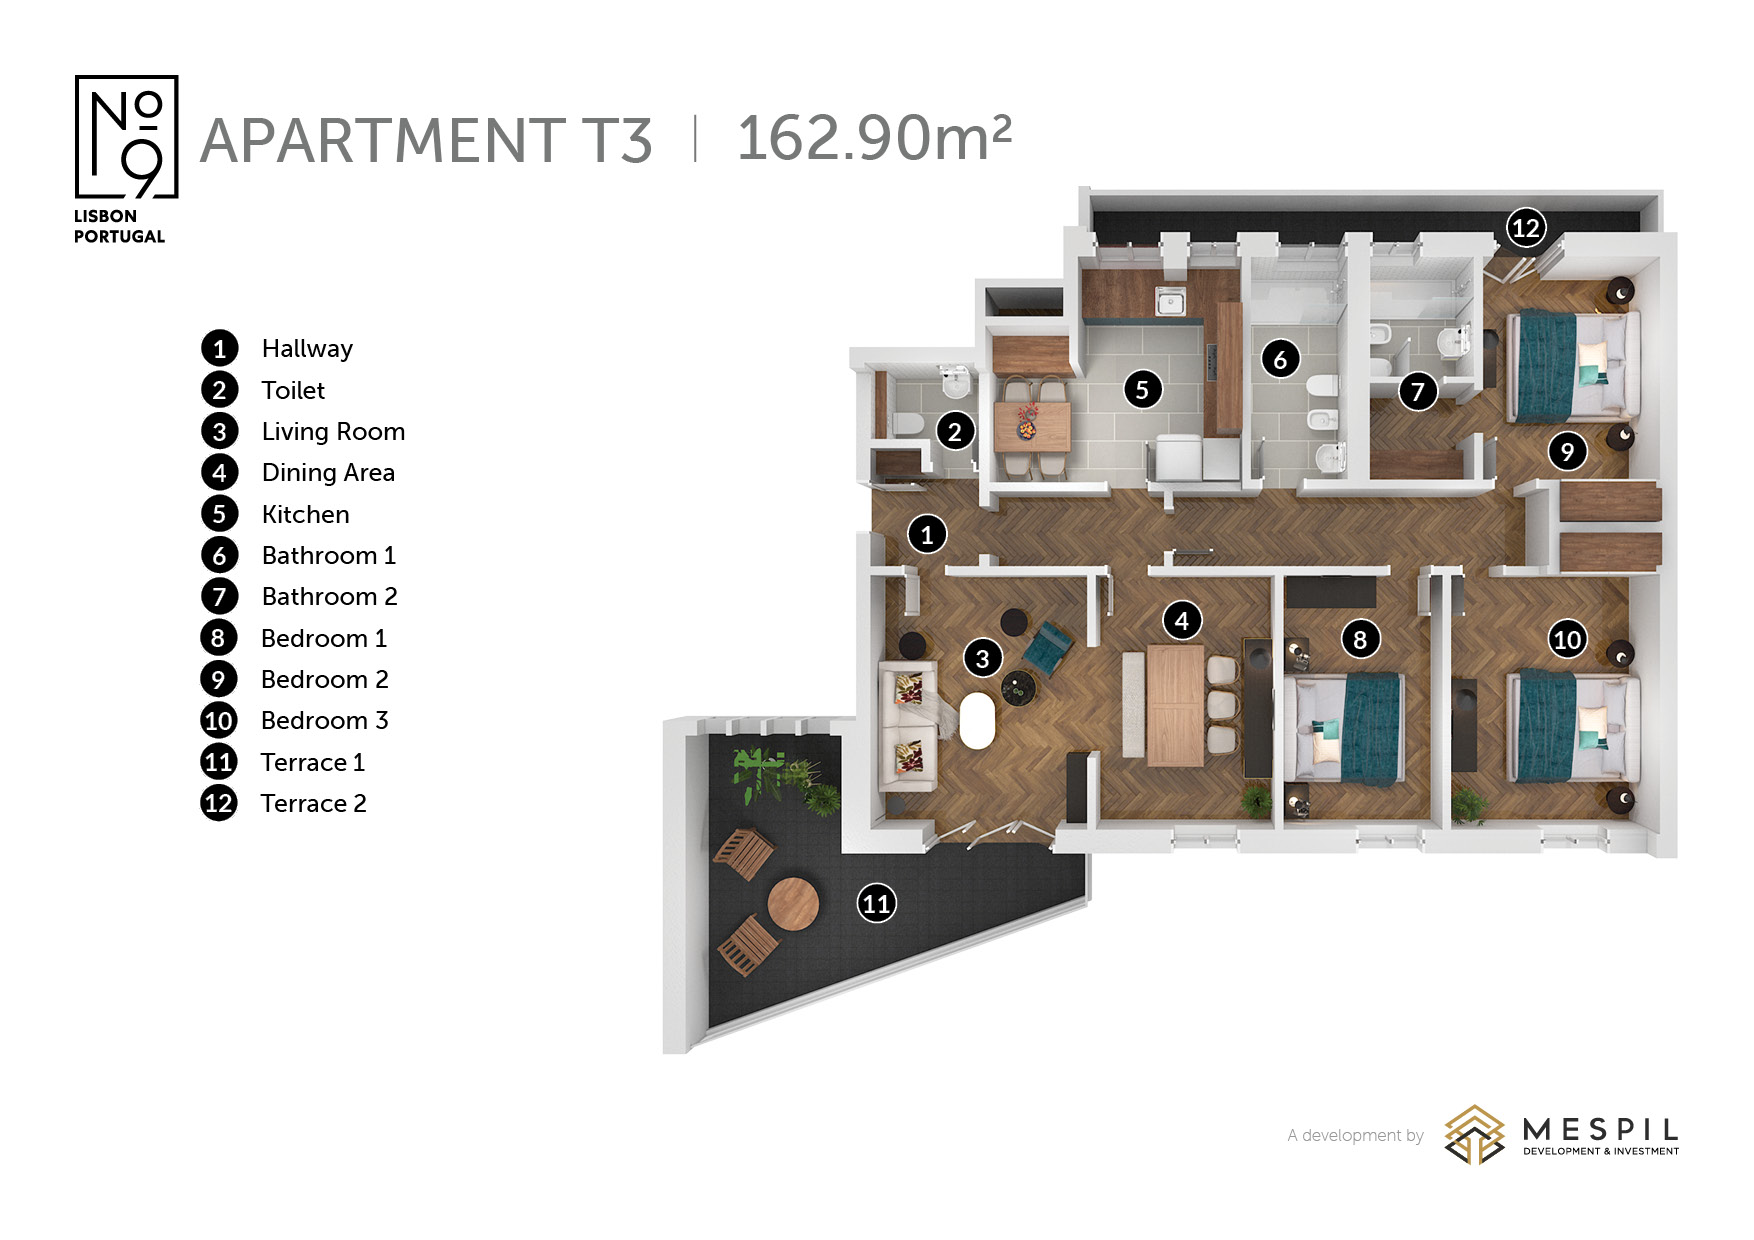 Nº
19
LISBON
PORTUGAL
APARTMENT T3 | 162.90m²
1 Hallway
2 Toilet
3 Living Room
4 Dining Area
5 Kitchen
6 Bathroom 1
7 Bathroom 2
8 Bedroom 1
9 Bedroom 2
10 Bedroom 3
11 Terrace 1
12 Terrace 2
12
6
5
7
2
9
1
4
8
10
3
11
A development by
MESPIL
DEVELOPMENT & INVESTMENT